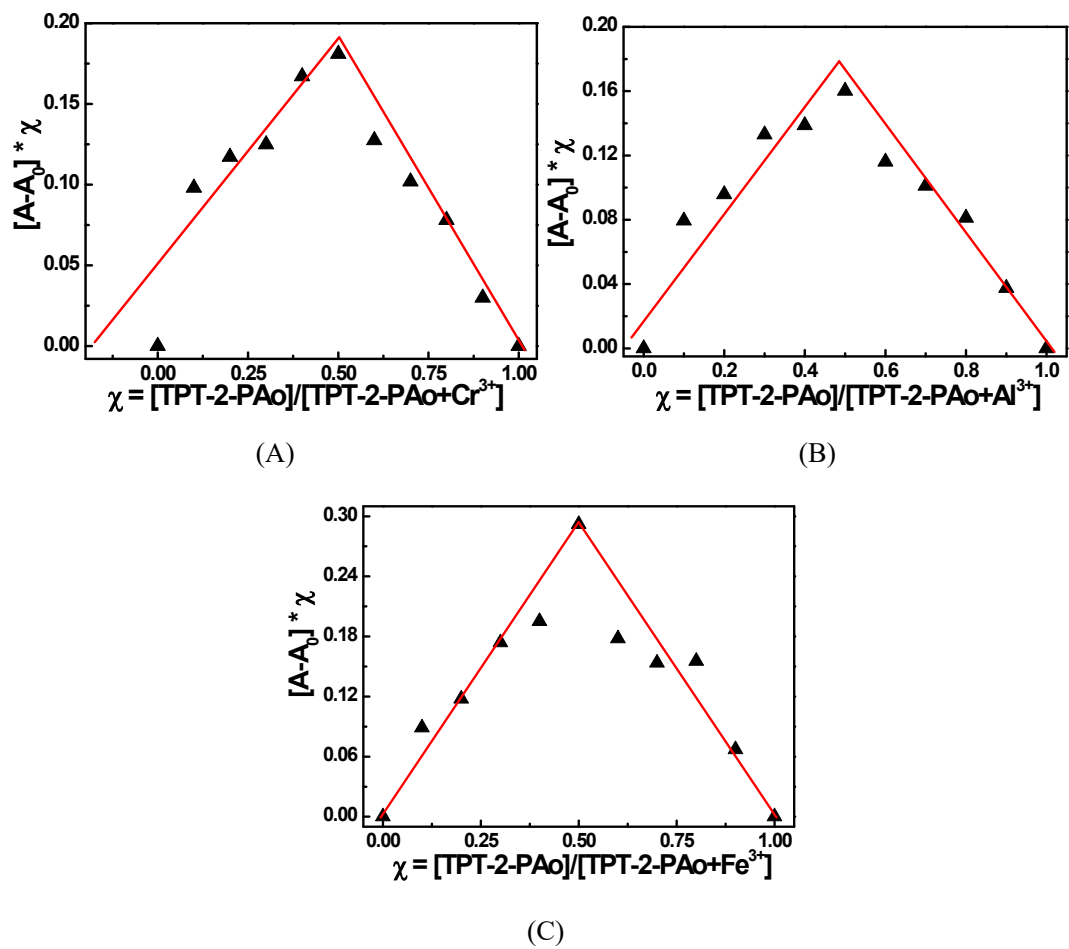 0.20
0.15
0.10
0.05
0.00
[A-A₀] * χ
0.00 0.25 0.50 0.75 1.00
χ = [TPT-2-PAo]/[TPT-2-PAo+Cr³⁺]
(A)
0.20
0.16
0.12
0.08
0.04
0.00
[A-A₀] * χ
0.0 0.2 0.4 0.6 0.8 1.0
χ = [TPT-2-PAo]/[TPT-2-PAo+Al³⁺]
(B)
0.30
0.24
0.18
0.12
0.06
0.00
[A-A₀] * χ
0.00 0.25 0.50 0.75 1.00
χ = [TPT-2-PAo]/[TPT-2-PAo+Fe³⁺]
(C)